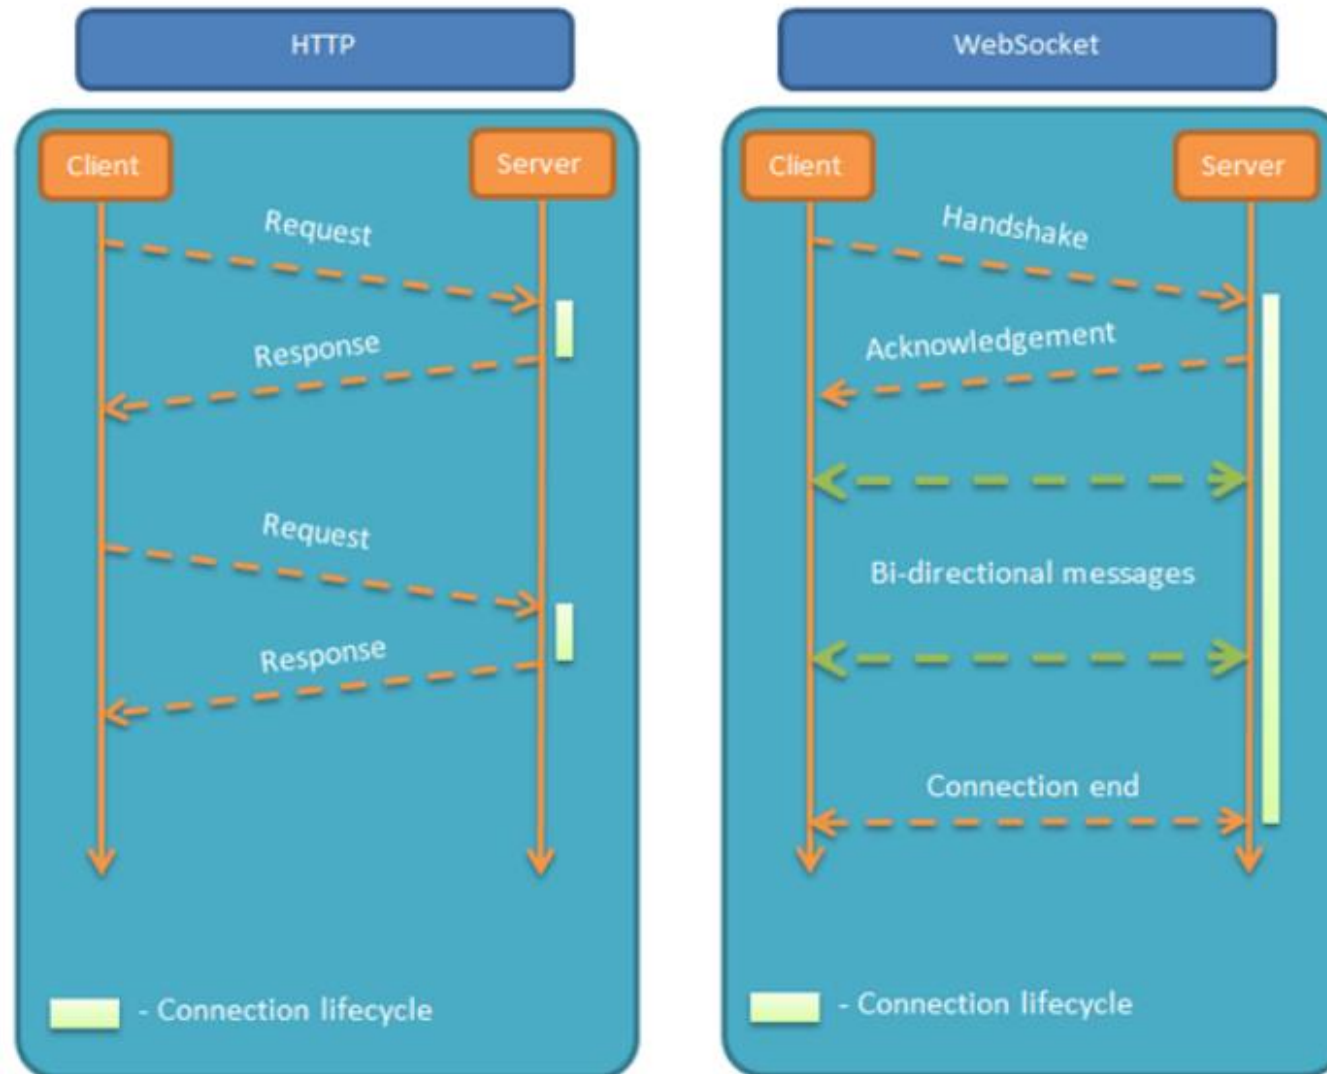 HTTP
Client
Server
Request
Response
Request
Response
- Connection lifecycle
WebSocket
Client
Server
Handshake
Acknowledgement
Bi-directional messages
Connection end
- Connection lifecycle